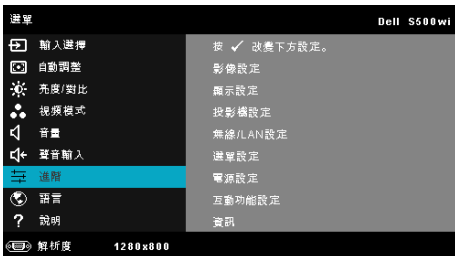 選單 Dell S500wi
輸入選擇
自動調整
亮度/對比
視頻模式
音量
聲音輸入
進階
語言
說明
按 ✓ 改變下方設定。
影像設定
顯示設定
投影機設定
無線/LAN設定
選單設定
電源設定
互動功能設定
資訊
解析度 1280x800